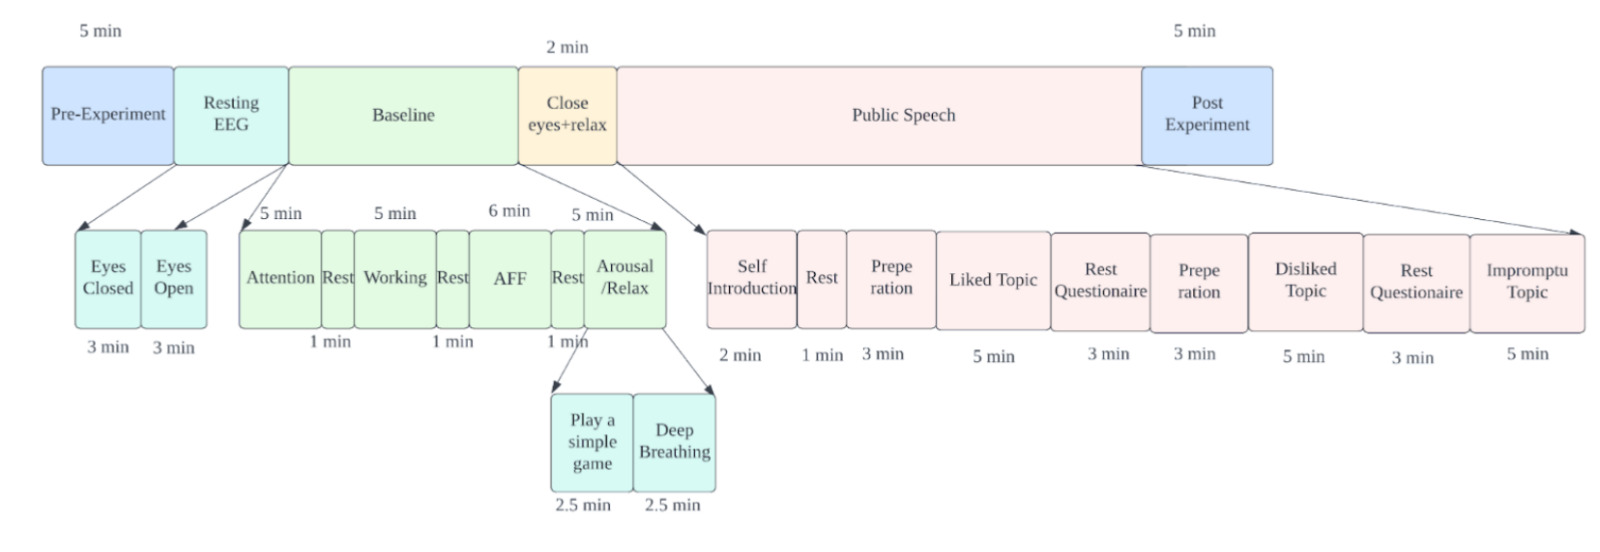 5 min
2 min
5 min
Pre-Experiment
Resting
EEG
Baseline
Close
eyes+relax
Public Speech
Post
Experiment
5 min
5 min
6 min
5 min
Eyes
Closed
Eyes
Open
Attention
Rest
Working
Rest
AFF
Rest
Arousal
/Relax
Self
Introduction
Rest
Prepe
ration
Liked Topic
Rest
Questionaire
Prepe
ration
Disliked
Topic
Rest
Questionaire
Impromptu
Topic
3 min
3 min
1 min
1 min
1 min
2 min
1 min
3 min
5 min
3 min
3 min
5 min
3 min
5 min
Play a
simple
game
Deep
Breathing
2.5 min
2.5 min